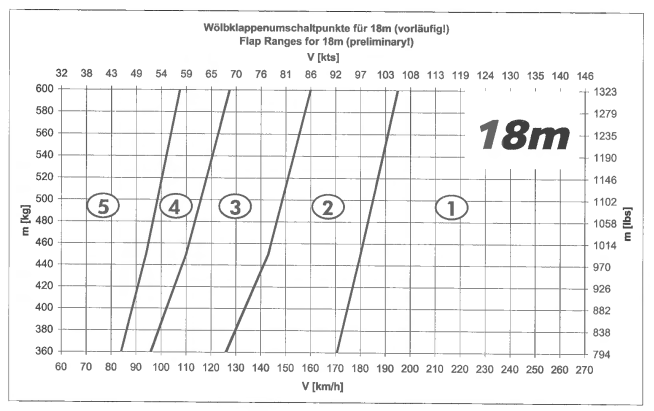 Wölbklappenumschaltpunkte für 18m (vorläufig!)
Flap Ranges for 18m (preliminary!)
V [kts]
32 38 43 49 54 59 65 70 76 81 86 92 97 103 108 113 119 124 130 135 140 146
600 1323
580 1279
560 1235
18m
540 1190
520 1146
500 1102
5 4 3 2 1
480 1058
460 1014
440 970
420 926
400 882
380 838
360 794
m [kg]
m [lbs]
60 70 80 90 100 110 120 130 140 150 160 170 180 190 200 210 220 230 240 250 260 270
V [km/h]